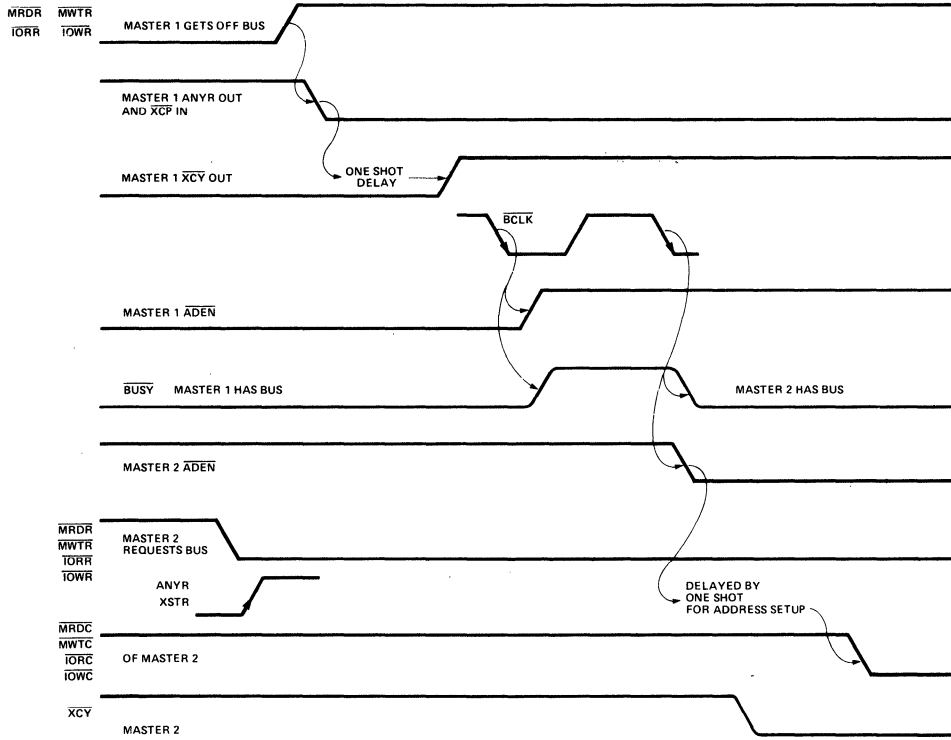 MRDR MWTR
IORR IOWR
MASTER 1 GETS OFF BUS
MASTER 1 ANYR OUT
AND XCP IN
MASTER 1 XCY OUT
ONE SHOT
DELAY
BCLK
MASTER 1 ADEN
BUSY MASTER 1 HAS BUS
MASTER 2 HAS BUS
MASTER 2 ADEN
MRDR
MWTR
IORR
IOWR
MASTER 2
REQUESTS BUS
ANYR
XSTR
DELAYED BY
ONE SHOT
FOR ADDRESS SETUP
MRDC
MWTC
IORC
IOWC
OF MASTER 2
XCY
MASTER 2